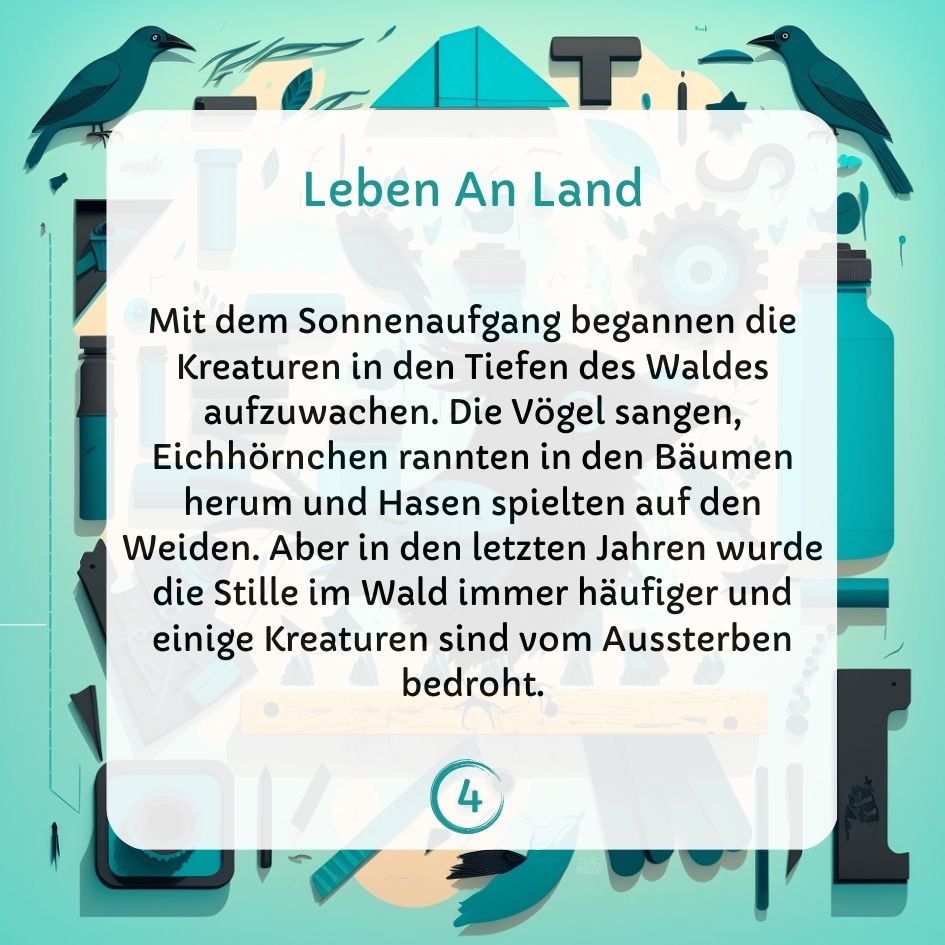 Leben An Land
Mit dem Sonnenaufgang begannen die
Kreaturen in den Tiefen des Waldes
aufzuwachen. Die Vögel sangen,
Eichhörnchen rannten in den Bäumen
herum und Hasen spielten auf den
Weiden. Aber in den letzten Jahren wurde
die Stille im Wald immer häufiger und
einige Kreaturen sind vom Aussterben
bedroht.
4